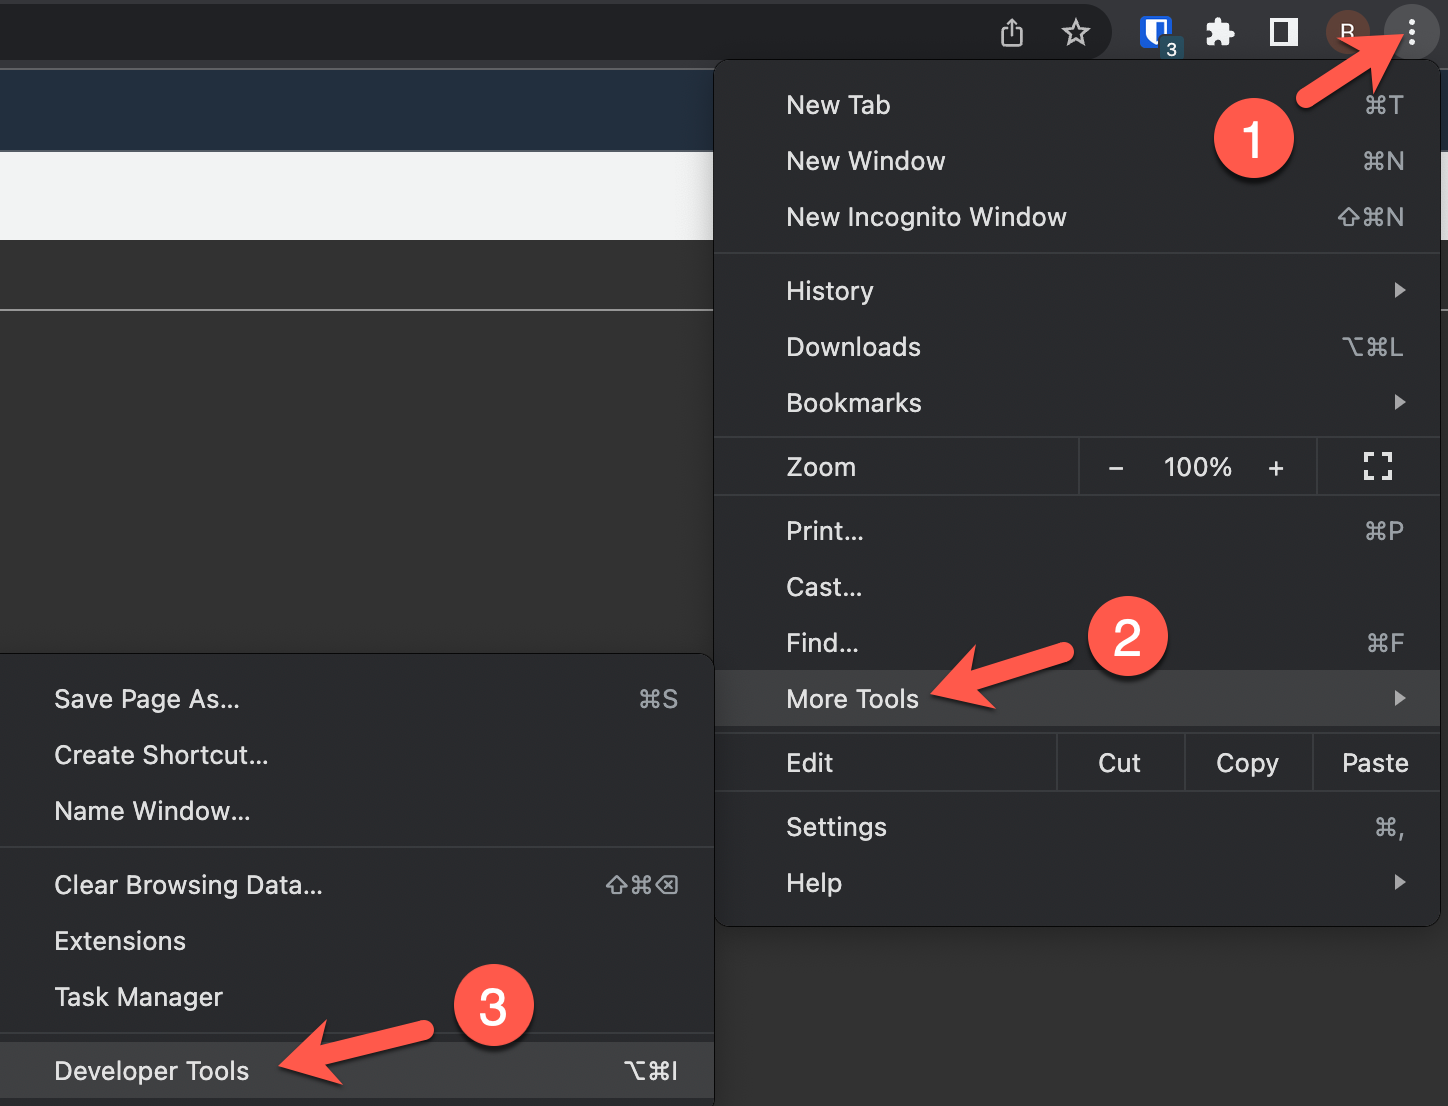 3
B
1
New Tab ⌘T
New Window ⌘N
New Incognito Window ⇧⌘N
History
Downloads ⌥⌘L
Bookmarks
Zoom − 100% +
Print... ⌘P
Cast...
Find... ⌘F
2
More Tools
Edit Cut Copy Paste
Settings ⌘,
Help
Save Page As... ⌘S
Create Shortcut...
Name Window...
Clear Browsing Data... ⇧⌘⌫
Extensions
Task Manager
3
Developer Tools ⌥⌘I